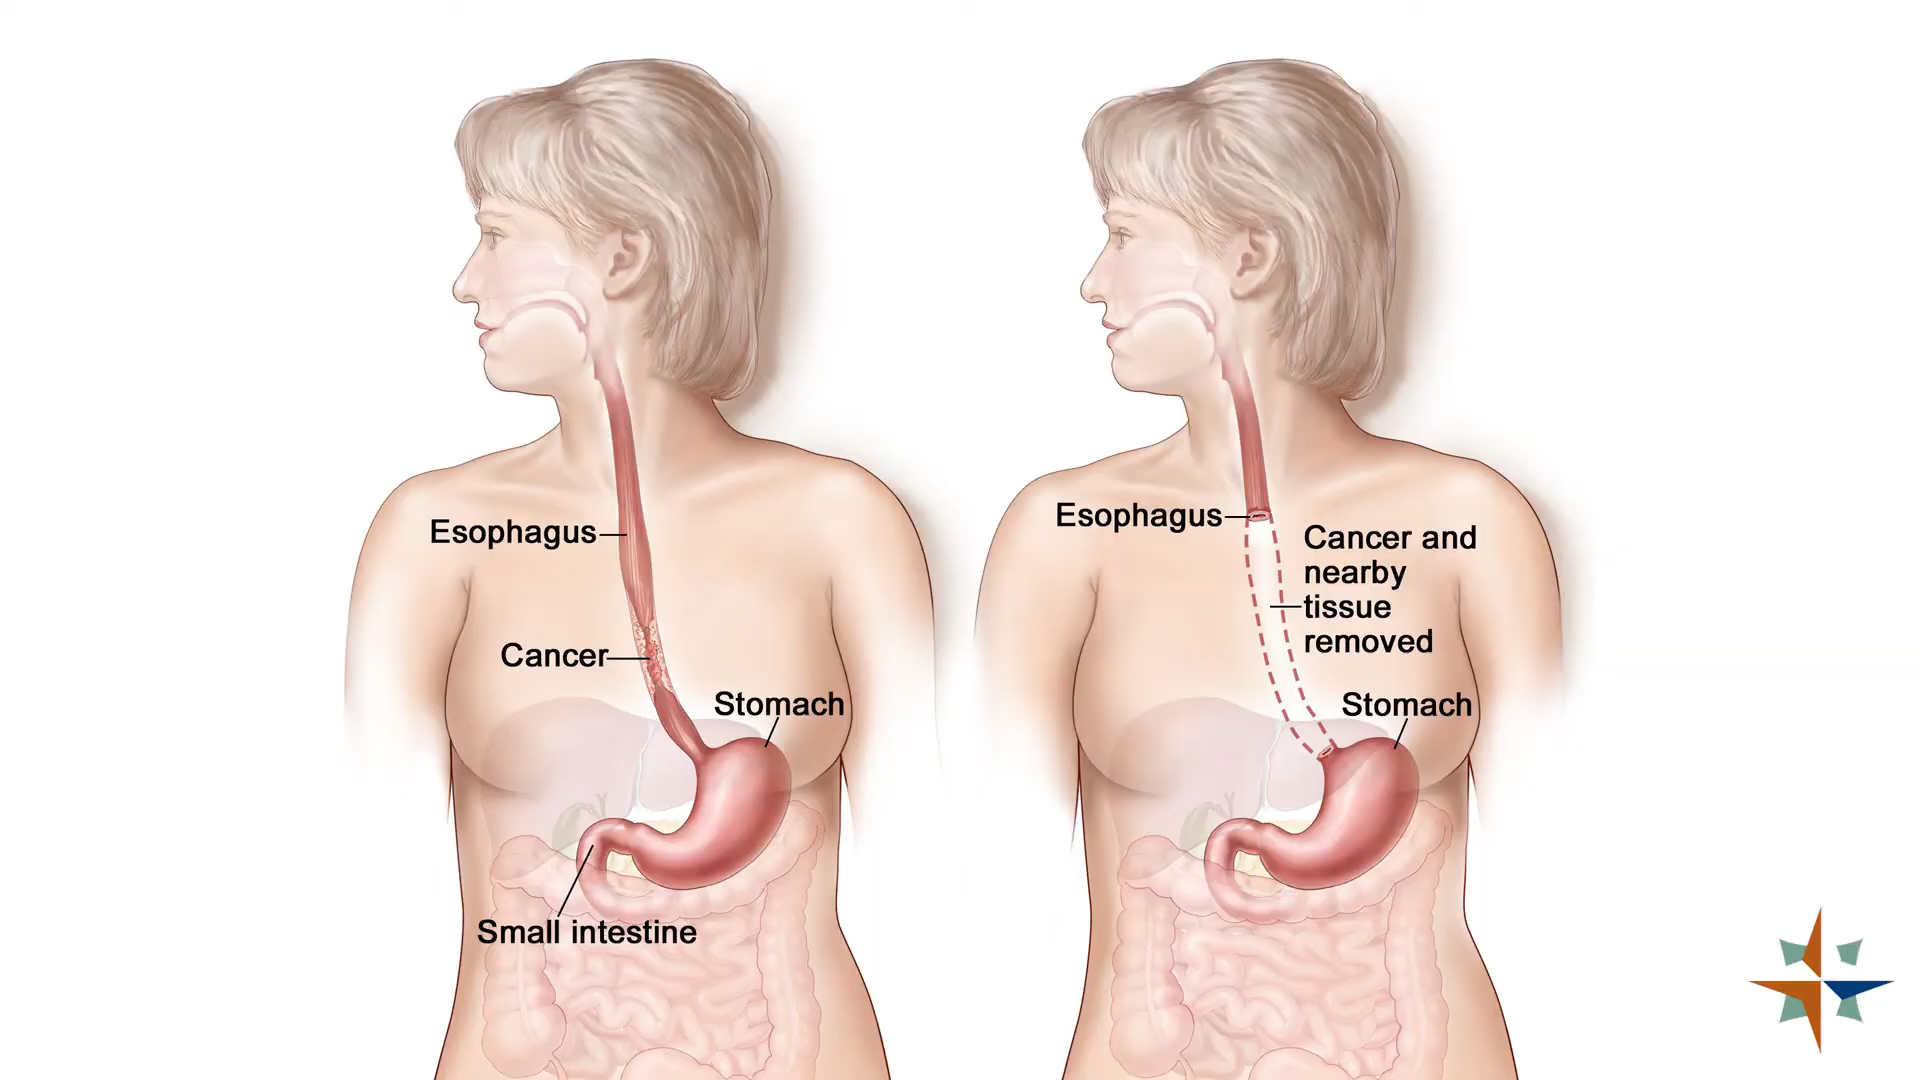 Esophagus
Cancer
Stomach
Small intestine
Esophagus
Cancer and
nearby
tissue
removed
Stomach